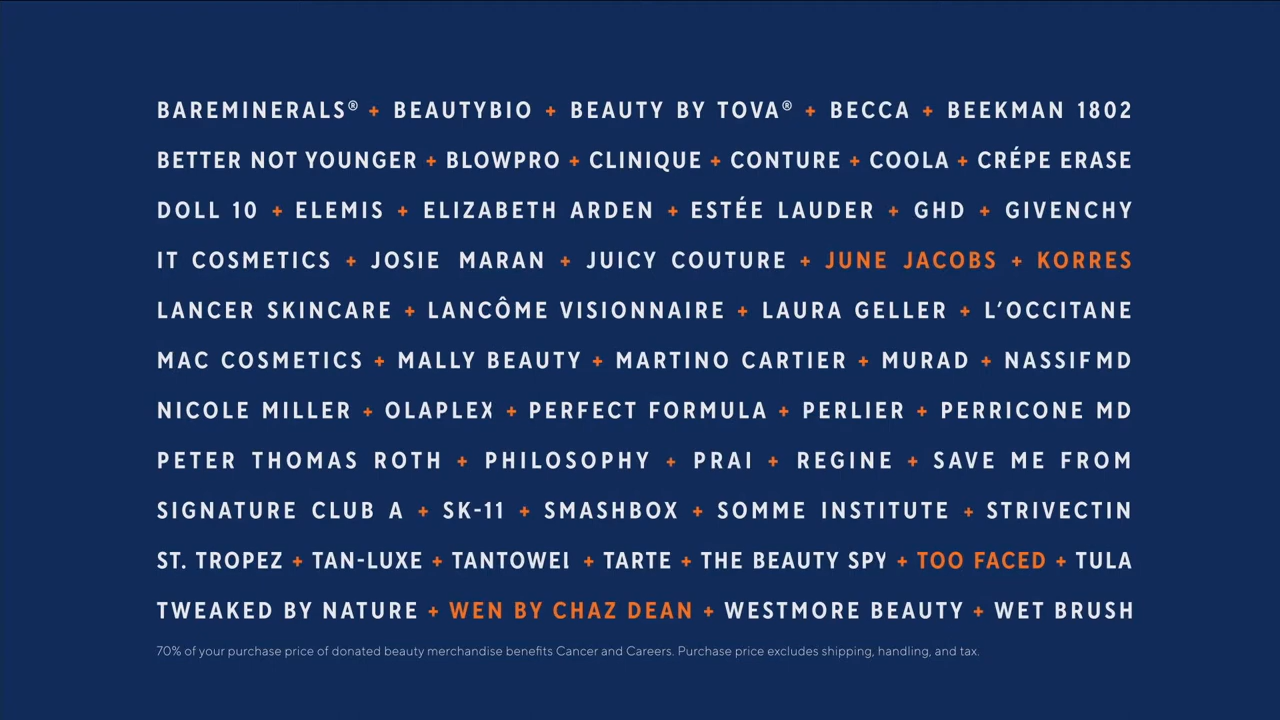 BAREMINERALS® + BEAUTYBIO + BEAUTY BY TOVA® + BECCA + BEEKMAN 1802
BETTER NOT YOUNGER + BLOWPRO + CLINIQUE + CONTURE + COOLA + CRÉPE ERASE
DOLL 10 + ELEMIS + ELIZABETH ARDEN + ESTÉE LAUDER + GHD + GIVENCHY
IT COSMETICS + JOSIE MARAN + JUICY COUTURE + JUNE JACOBS + KORRES
LANCER SKINCARE + LANCÔME VISIONNAIRE + LAURA GELLER + L'OCCITANE
MAC COSMETICS + MALLY BEAUTY + MARTINO CARTIER + MURAD + NASSIFMD
NICOLE MILLER + OLAPLEX + PERFECT FORMULA + PERLIER + PERRICONE MD
PETER THOMAS ROTH + PHILOSOPHY + PRAI + REGINE + SAVE ME FROM
SIGNATURE CLUB A + SK-11 + SMASHBOX + SOMME INSTITUTE + STRIVECTIN
ST. TROPEZ + TAN-LUXE + TANTOWEL + TARTE + THE BEAUTY SPY + TOO FACED + TULA
TWEAKED BY NATURE + WEN BY CHAZ DEAN + WESTMORE BEAUTY + WET BRUSH
70% of your purchase price of donated beauty merchandise benefits Cancer and Careers. Purchase price excludes shipping, handling, and tax.